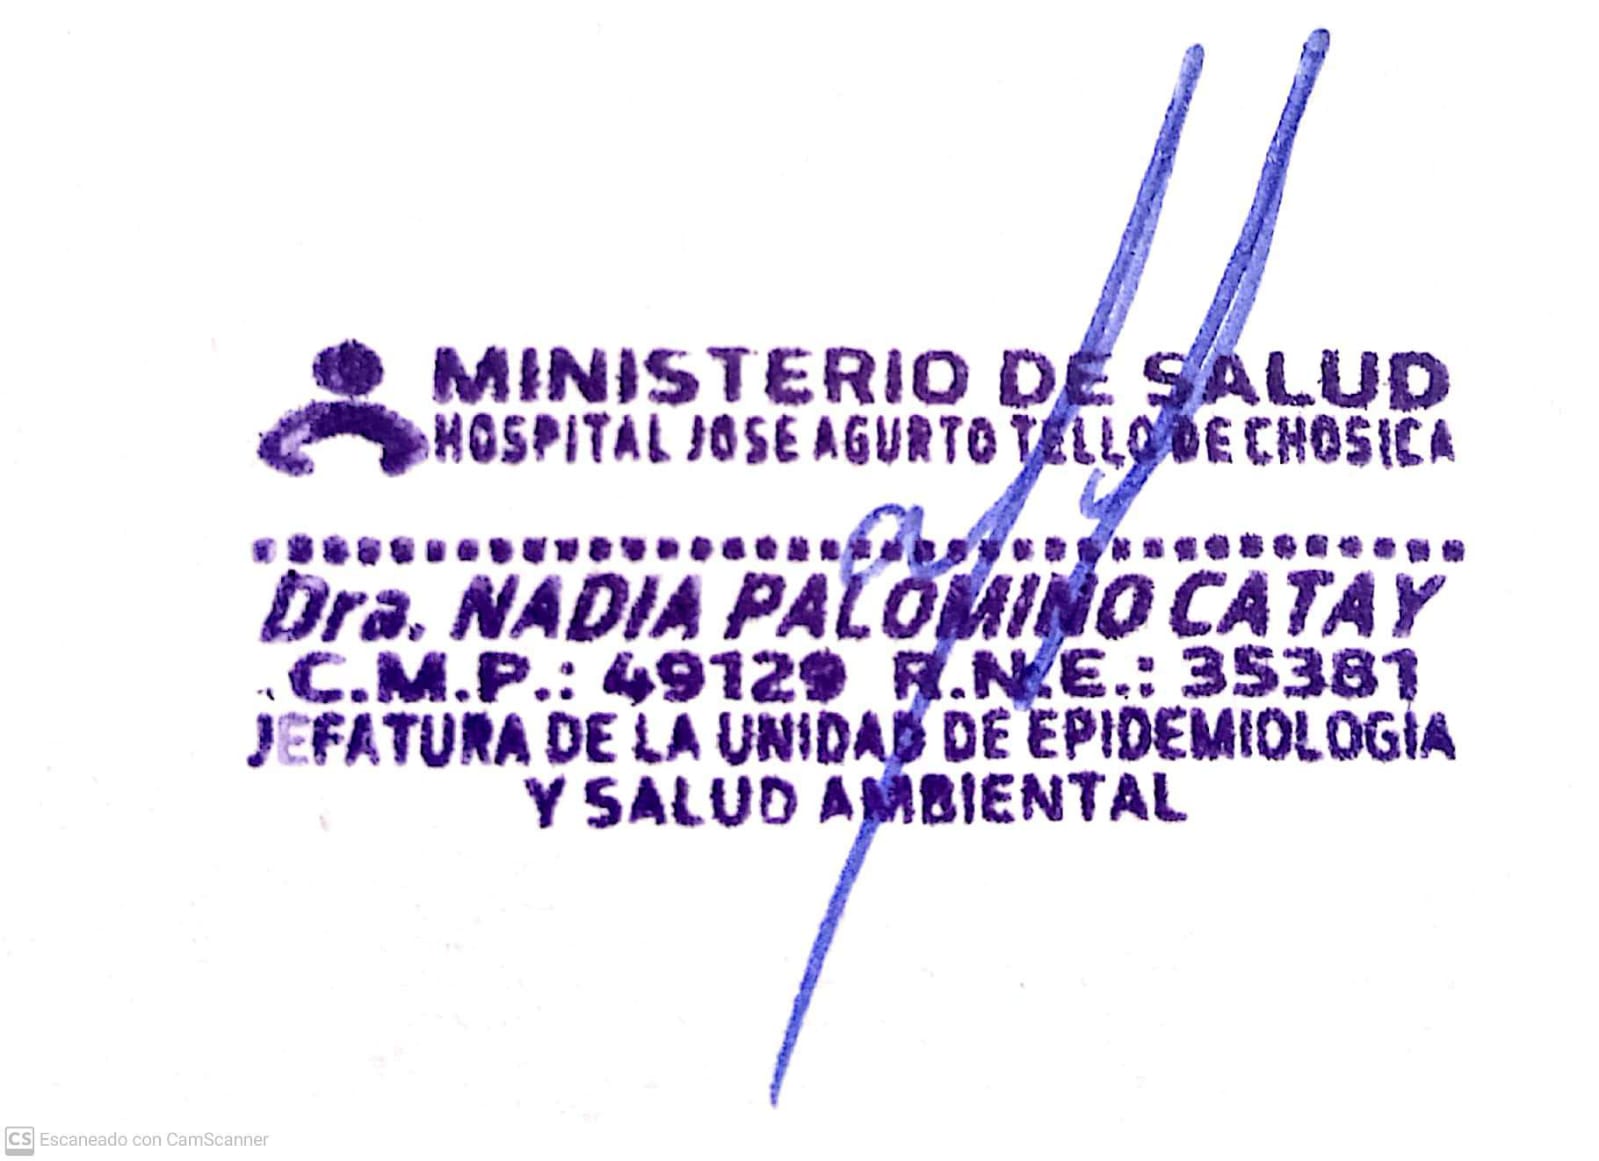 MINISTERIO DE SALUD
HOSPITAL JOSE AGURTO TELLO DE CHOSICA
Dra. NADIA PALOMINO CATAY
C.M.P.: 49129 R.N.E.: 35381
JEFATURA DE LA UNIDAD DE EPIDEMIOLOGIA
Y SALUD AMBIENTAL
CS Escaneado con CamScanner